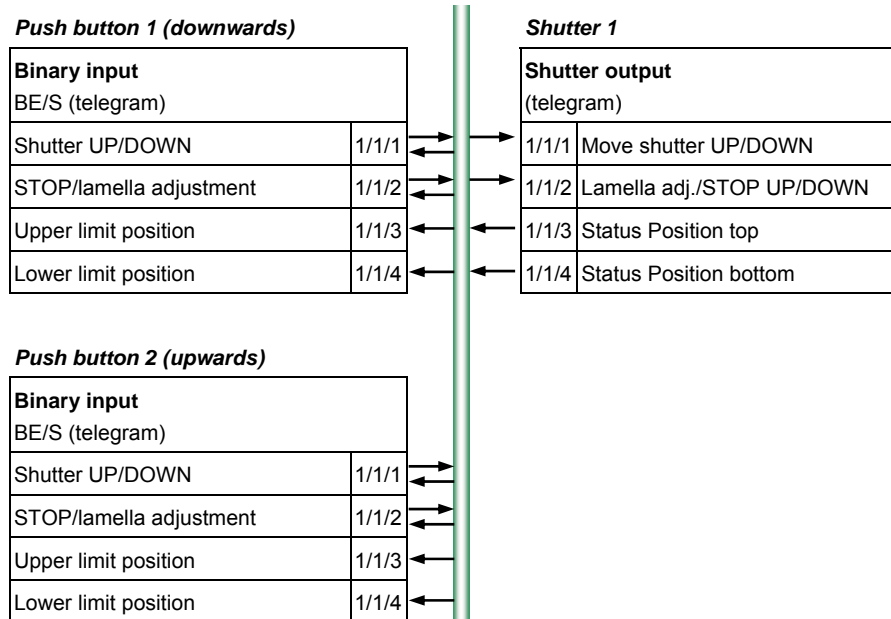 Push button 1 (downwards)
Binary input
BE/S (telegram)
Shutter UP/DOWN 1/1/1
STOP/lamella adjustment 1/1/2
Upper limit position 1/1/3
Lower limit position 1/1/4
Shutter 1
Shutter output
(telegram)
1/1/1 Move shutter UP/DOWN
1/1/2 Lamella adj./STOP UP/DOWN
1/1/3 Status Position top
1/1/4 Status Position bottom
Push button 2 (upwards)
Binary input
BE/S (telegram)
Shutter UP/DOWN 1/1/1
STOP/lamella adjustment 1/1/2
Upper limit position 1/1/3
Lower limit position 1/1/4